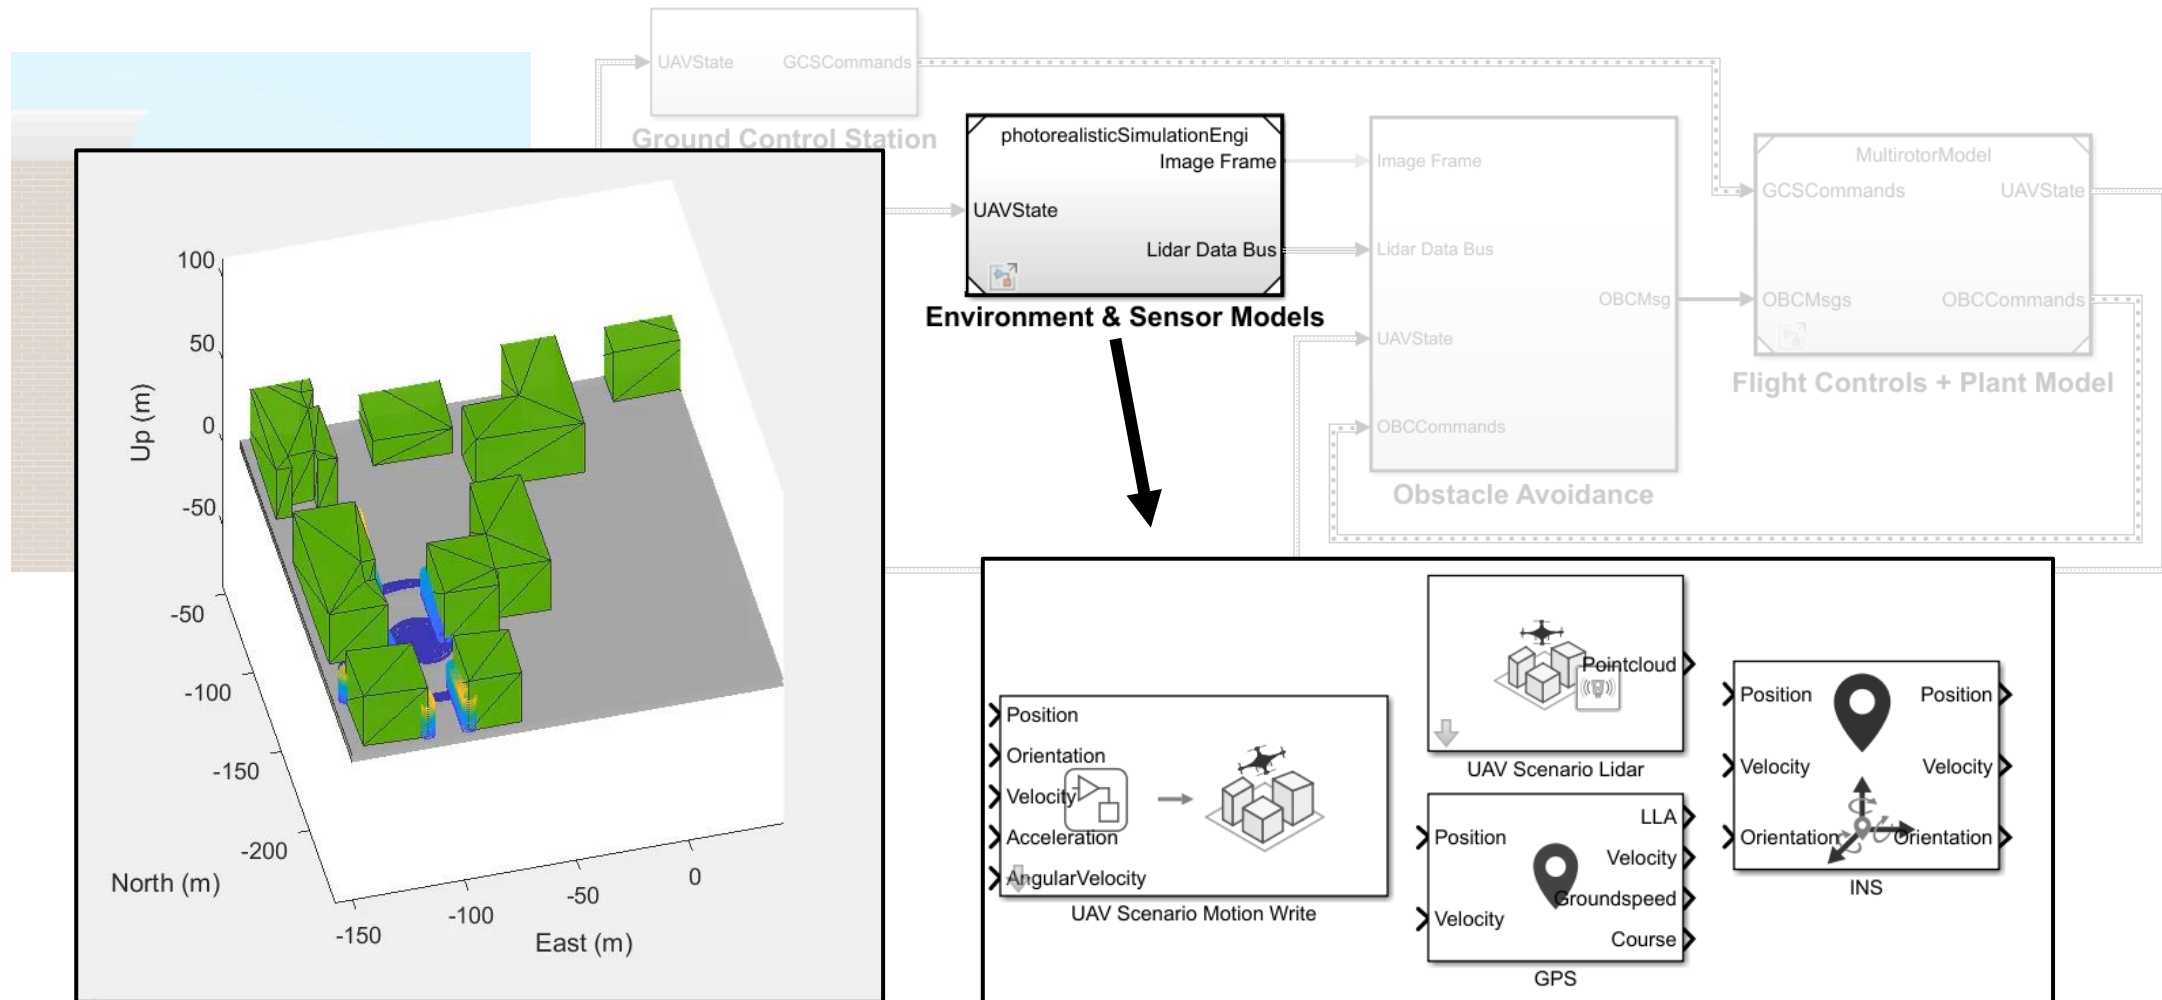 UAVState GCSCommands
Ground Control Station
photorealisticSimulationEngi
Image Frame
UAVState
Lidar Data Bus
Environment & Sensor Models
Image Frame
Lidar Data Bus
OBCMsg
UAVState
OBCCommands
Obstacle Avoidance
MultirotorModel
GCSCommands UAVState
OBCMsgs OBCCommands
Flight Controls + Plant Model
100
50
0
-50
Up (m)
-50
-100
-150
-200
North (m)
-150
-100
-50
0
East (m)
Position
Orientation
Velocity
Acceleration
AngularVelocity
UAV Scenario Motion Write
Pointcloud
UAV Scenario Lidar
Position
Velocity
LLA
Velocity
Groundspeed
Course
GPS
Position Position
Velocity Velocity
Orientation Orientation
INS